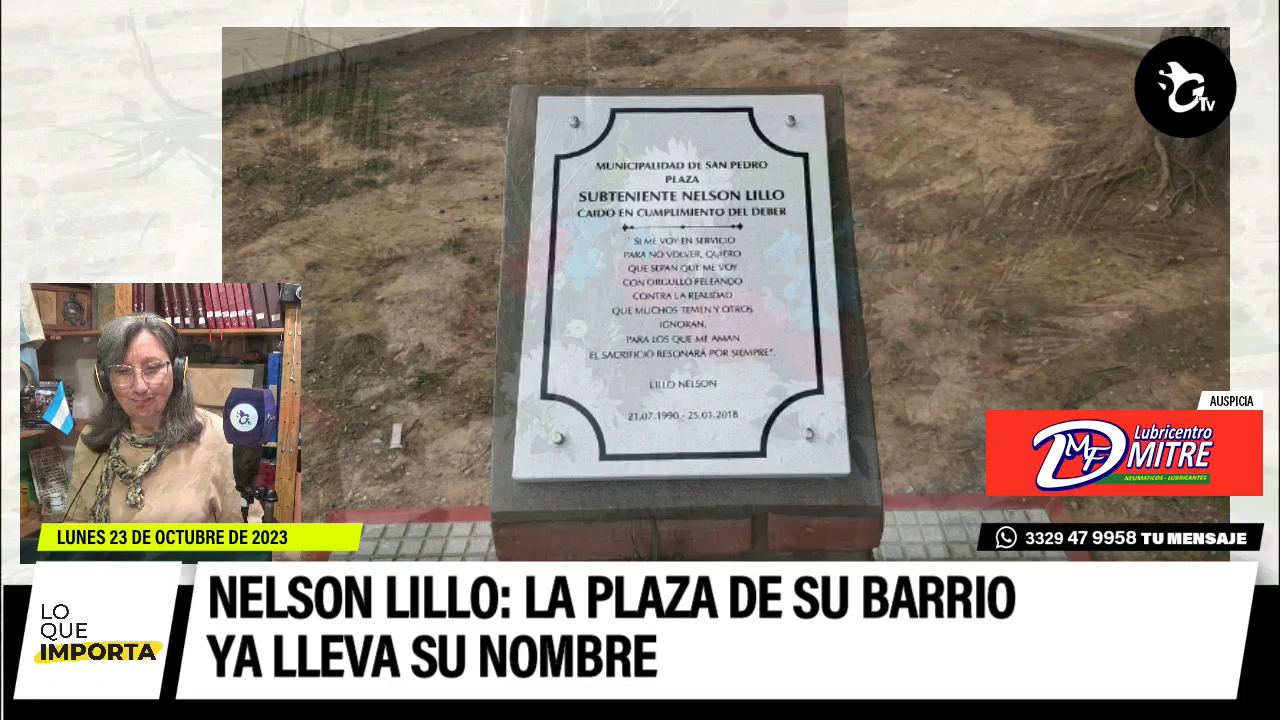 GTV
MUNICIPALIDAD DE SAN PEDRO
PLAZA
SUBTENIENTE NELSON LILLO
CAIDO EN CUMPLIMIENTO DEL DEBER
"SI ME VOY EN SERVICIO
PARA NO VOLVER, QUIERO
QUE SEPAN QUE ME VOY
CON ORGULLO PELEANDO
CONTRA LA REALIDAD
QUE MUCHOS TEMEN Y OTROS
IGNORAN.
PARA LOS QUE ME AMAN
EL SACRIFICIO RESONARÁ POR SIEMPRE".
LILLO NELSON
21.07.1990 - 25.01.2018
AUSPICIA
DMF
Lubricentro
MITRE
NEUMATICOS - LUBRICANTES
LUNES 23 DE OCTUBRE DE 2023
3329 47 9958 TU MENSAJE
LO
QUE
IMPORTA
NELSON LILLO: LA PLAZA DE SU BARRIO
YA LLEVA SU NOMBRE